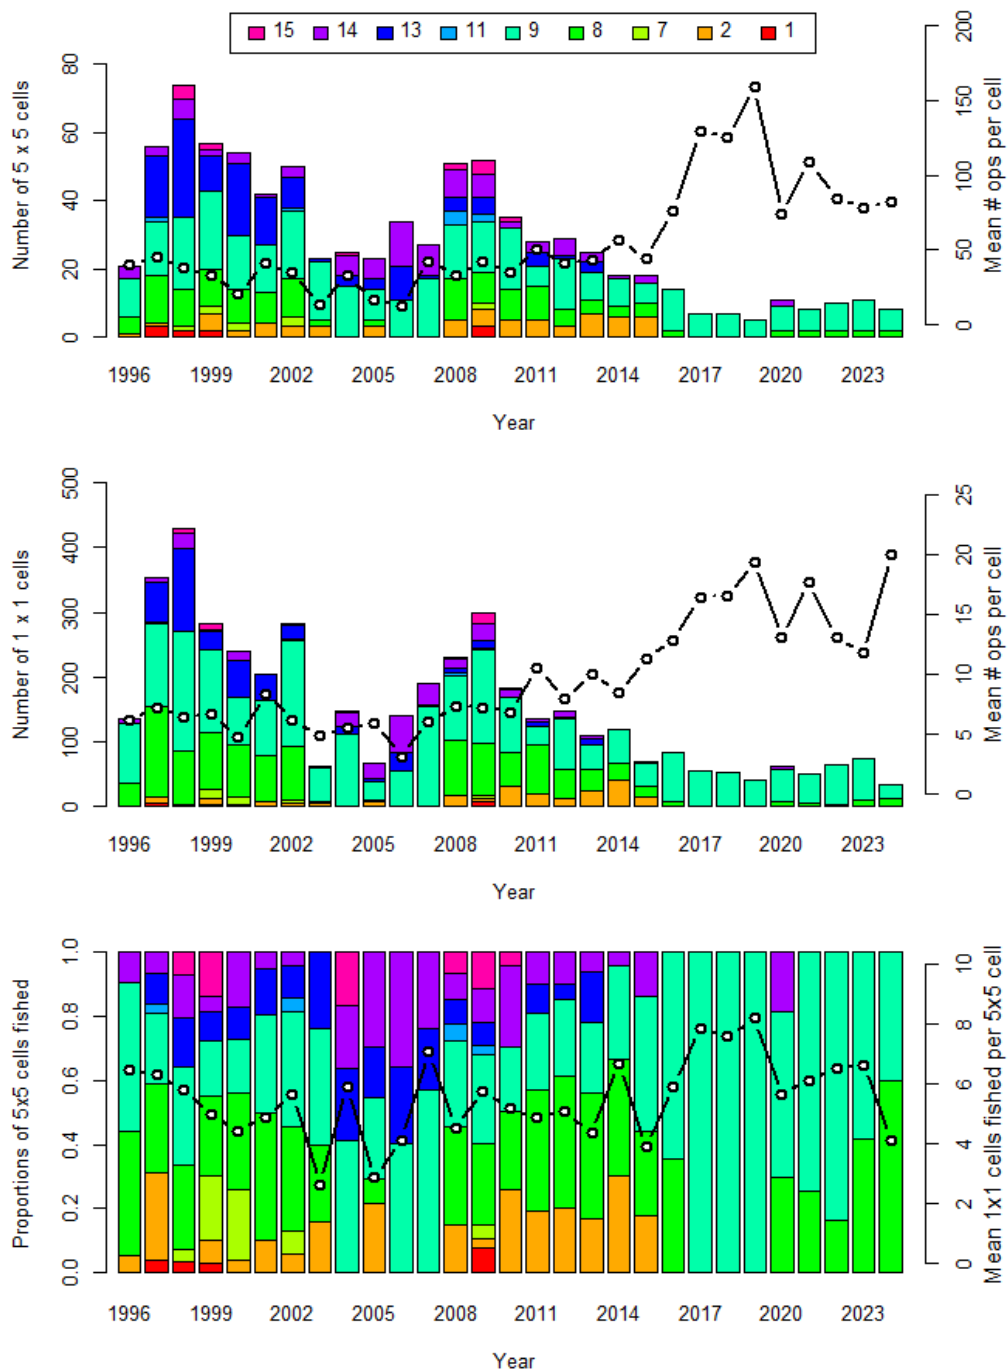 15 14 13 11 9 8 7 2 1
Number of 5 x 5 cells
0 20 40 60 80
Mean # ops per cell
0 50 100 150 200
1996 1999 2002 2005 2008 2011 2014 2017 2020 2023
Year
Number of 1 x 1 cells
0 100 200 300 400 500
Mean # ops per cell
0 5 10 15 20 25
1996 1999 2002 2005 2008 2011 2014 2017 2020 2023
Year
Proportions of 5x5 cells fished
0.0 0.2 0.4 0.6 0.8 1.0
Mean 1x1 cells fished per 5x5 cell
0 2 4 6 8 10
1996 1999 2002 2005 2008 2011 2014 2017 2020 2023
Year